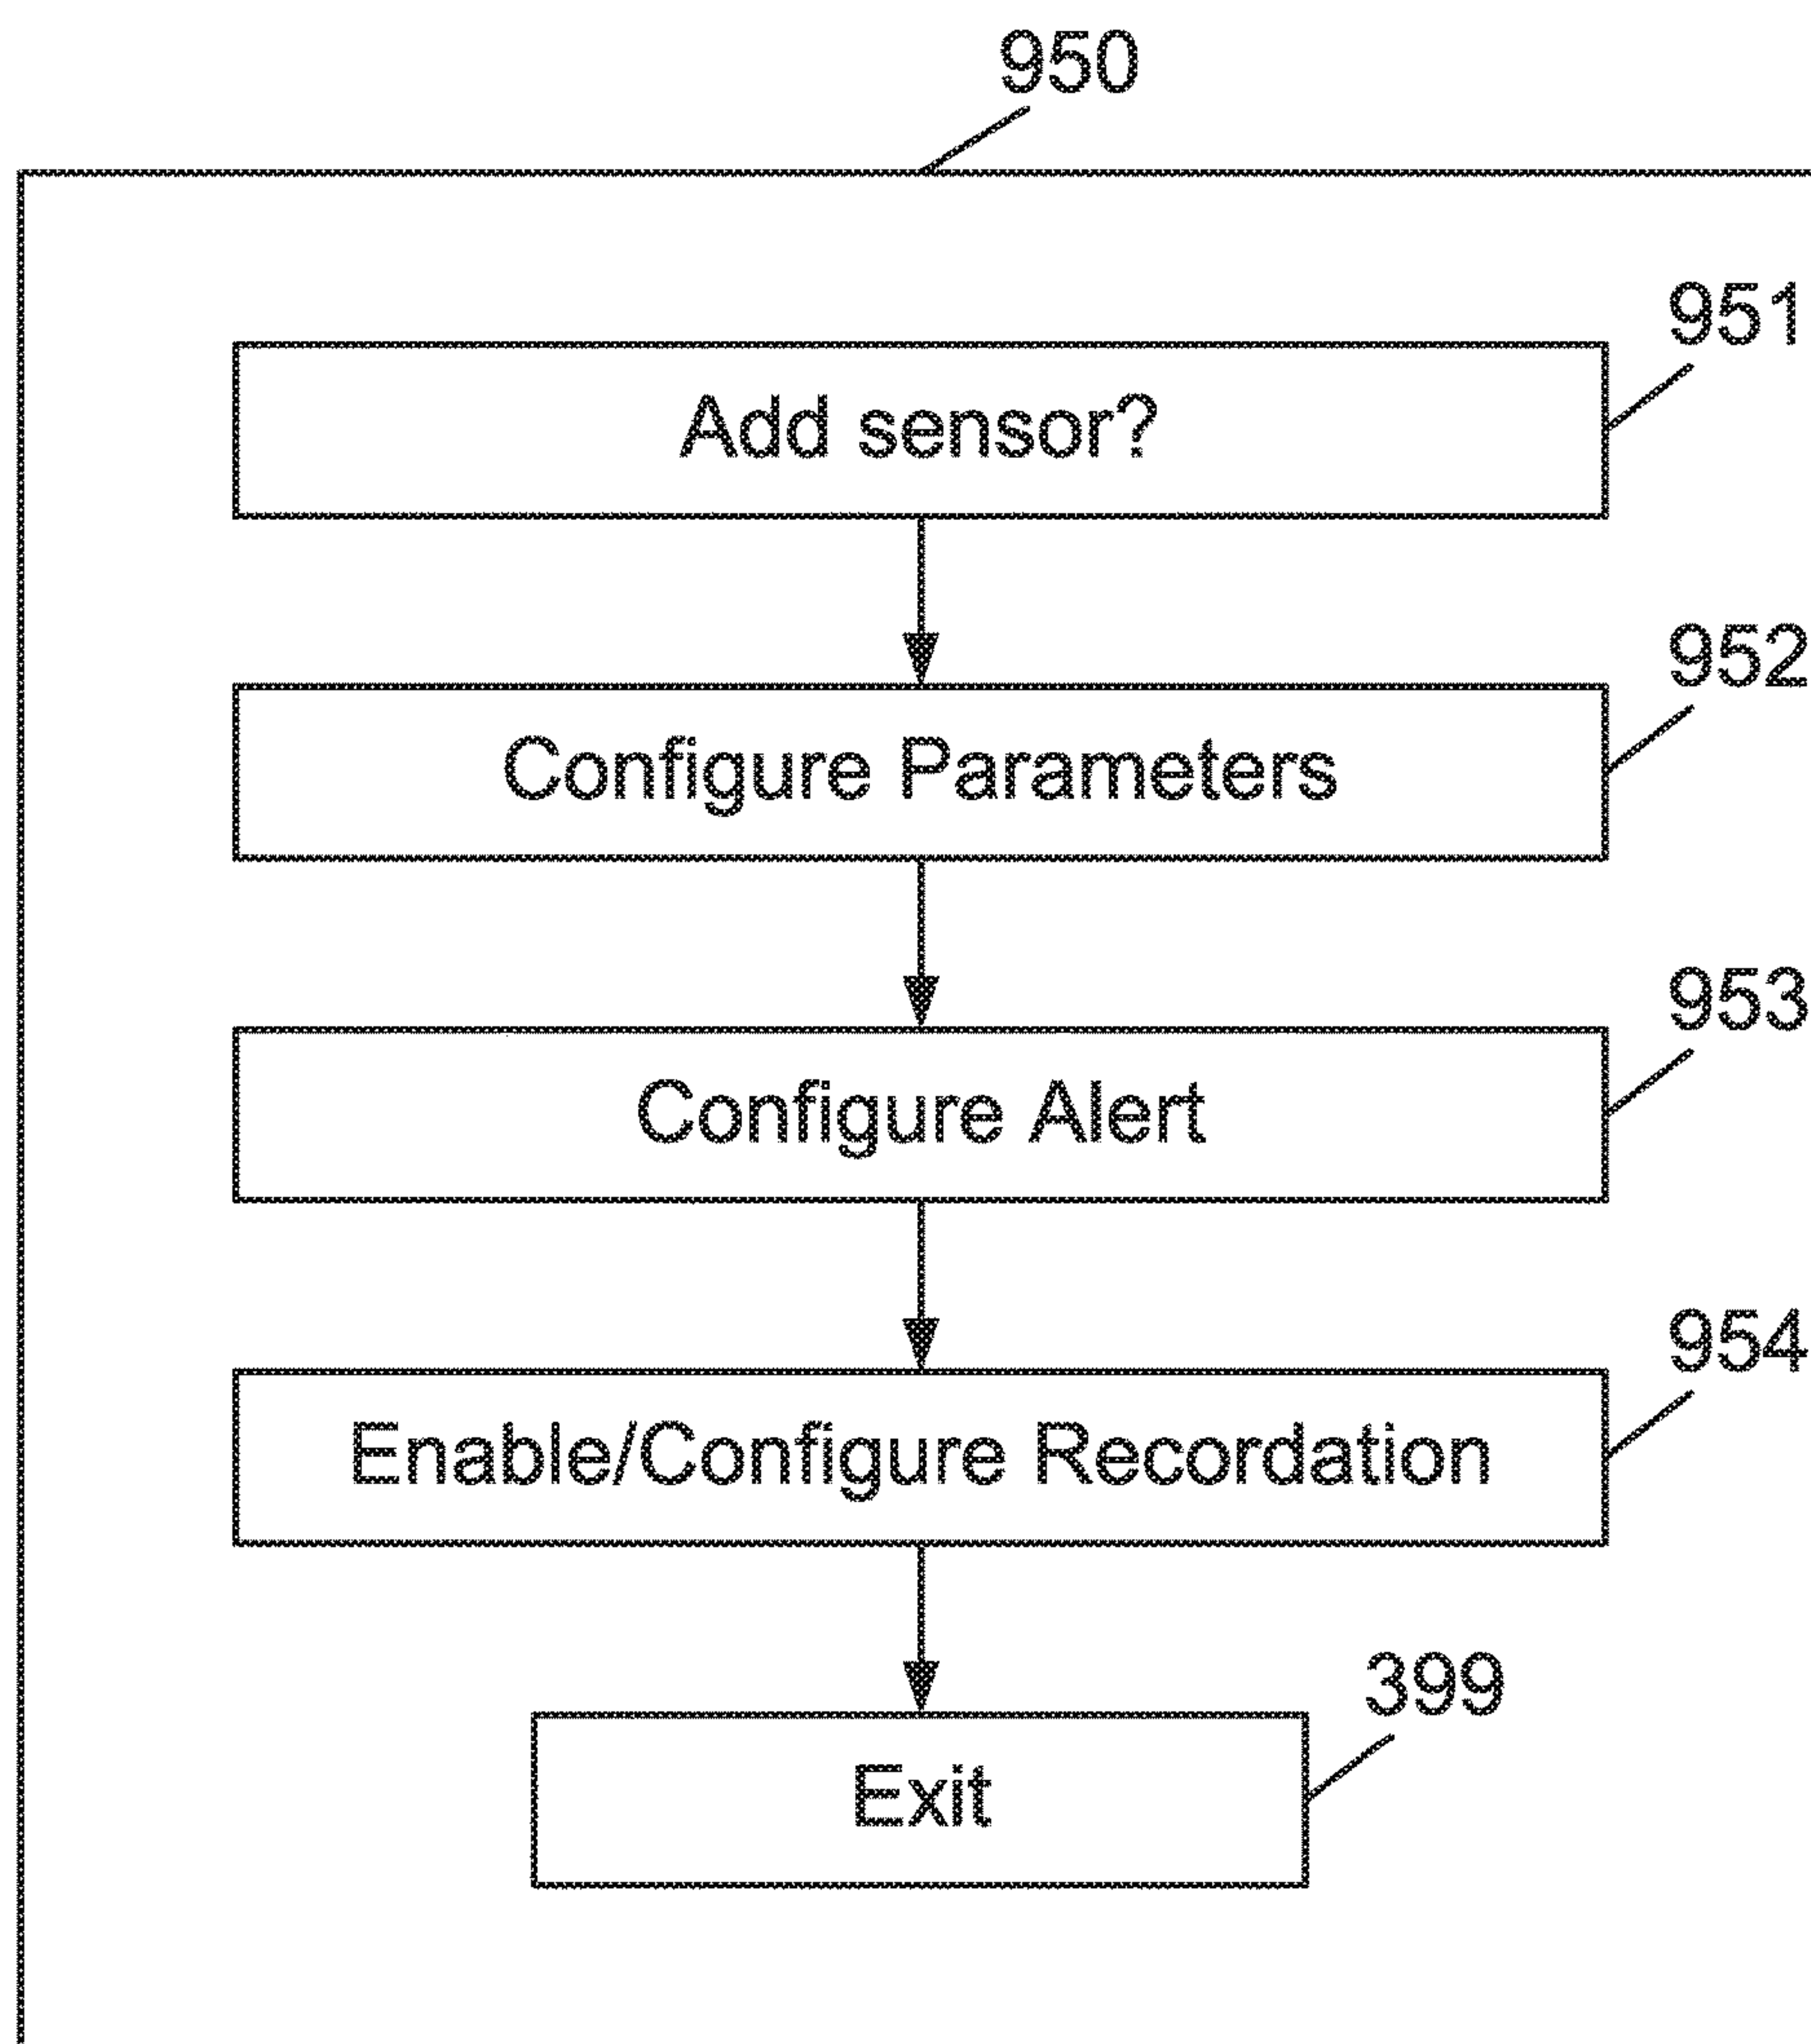 950
951
Add sensor?
952
Configure Parameters
953
Configure Alert
954
Enable/Configure Recordation
399
Exit